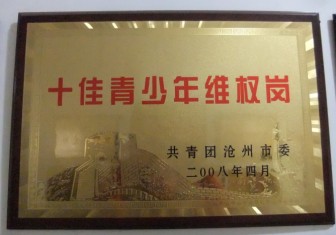 十佳青少年维权岗
共青团沧州市委
二00八年四月